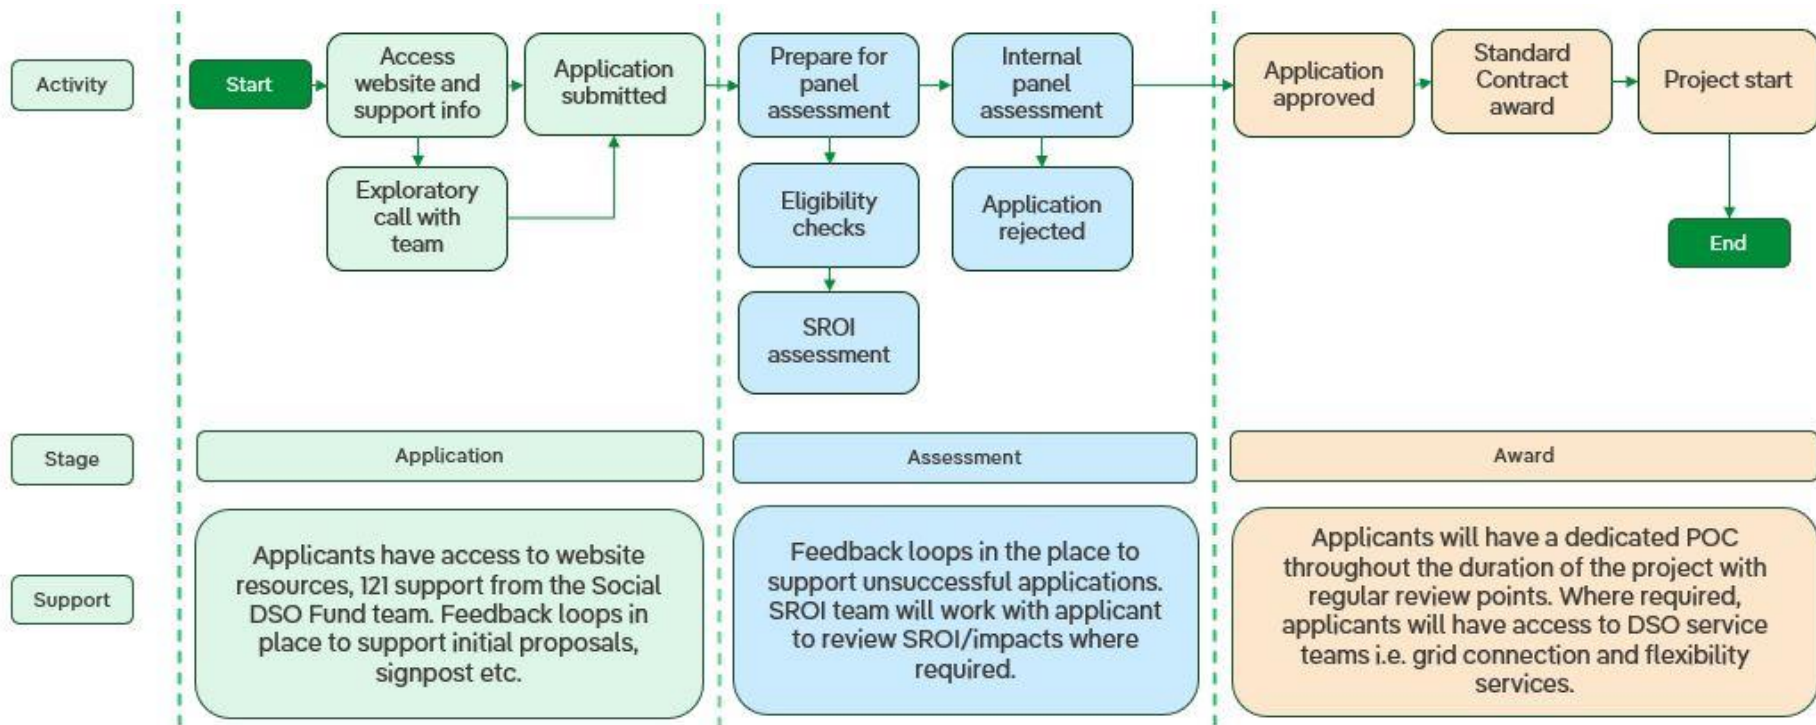 Activity
Start
Access
website and
support info
Application
submitted
Exploratory
call with
team
Prepare for
panel
assessment
Internal
panel
assessment
Eligibility
checks
Application
rejected
SROI
assessment
Application
approved
Standard
Contract
award
Project start
End
Stage
Application
Assessment
Award
Support
Applicants have access to website
resources, 121 support from the Social
DSO Fund team. Feedback loops in
place to support initial proposals,
signpost etc.
Feedback loops in the place to
support unsuccessful applications.
SROI team will work with applicant
to review SROI/impacts where
required.
Applicants will have a dedicated POC
throughout the duration of the project with
regular review points. Where required,
applicants will have access to DSO service
teams i.e. grid connection and flexibility
services.